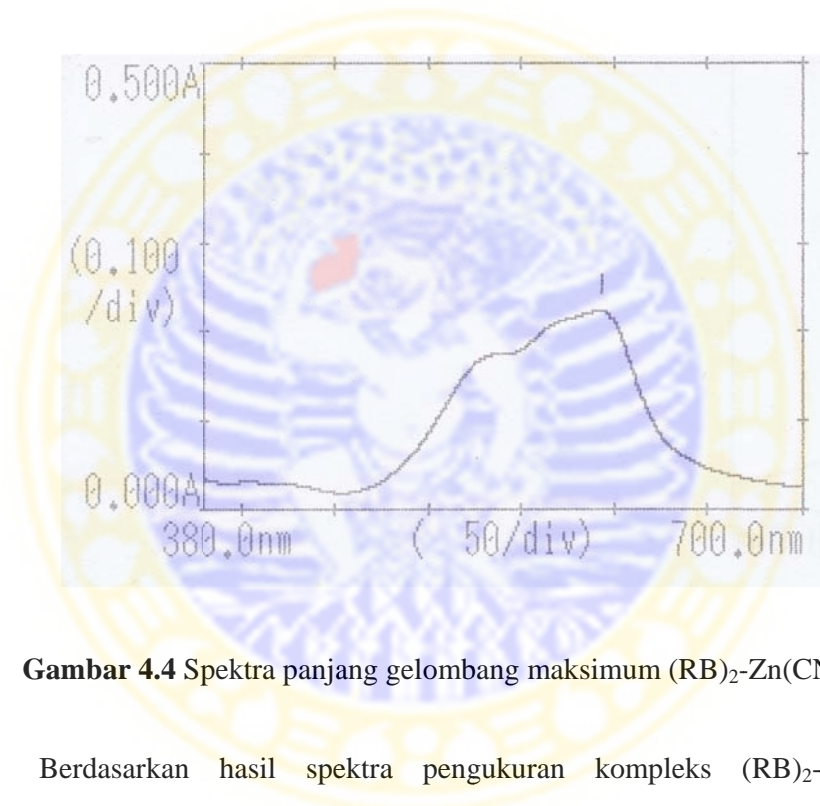 0.500A
(0.100
/div)
0.000A
380.0nm ( 50/div) 700.0nm
Gambar 4.4 Spektra panjang gelombang maksimum (RB)₂-Zn(CN
Berdasarkan hasil spektra pengukuran kompleks (RB)₂-